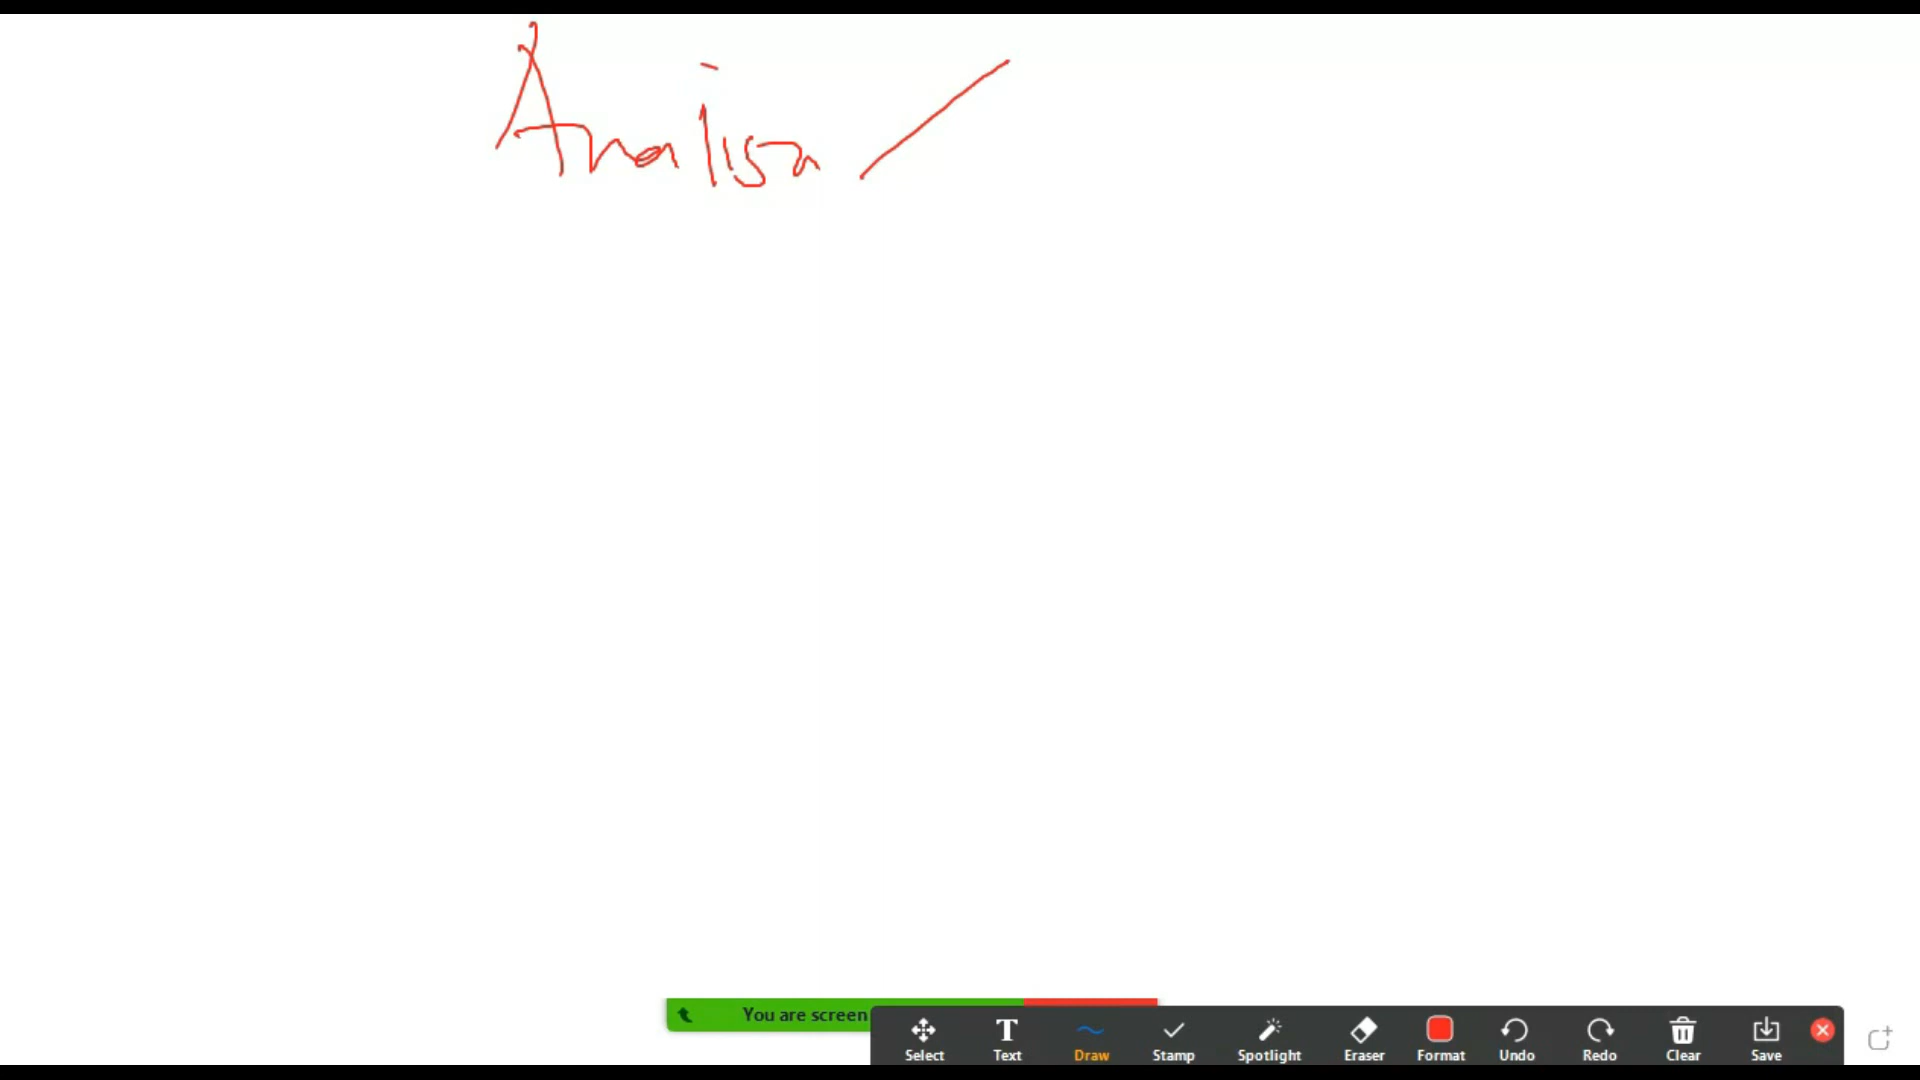 Analisa /
You are screen
Select Text Draw Stamp Spotlight Eraser Format Undo Redo Clear Save